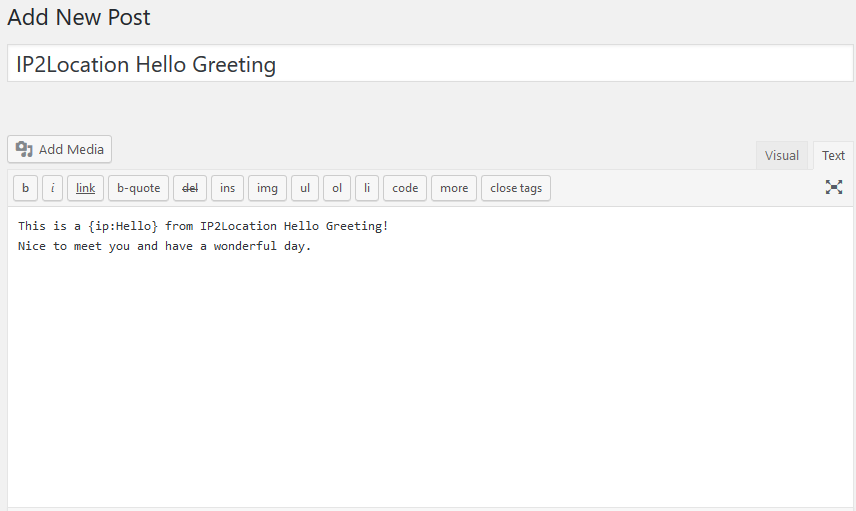 Add New Post
IP2Location Hello Greeting
Add Media
Visual
Text
b
i
link
b-quote
del
ins
img
ul
ol
li
code
more
close tags
This is a {ip:Hello} from IP2Location Hello Greeting!
Nice to meet you and have a wonderful day.